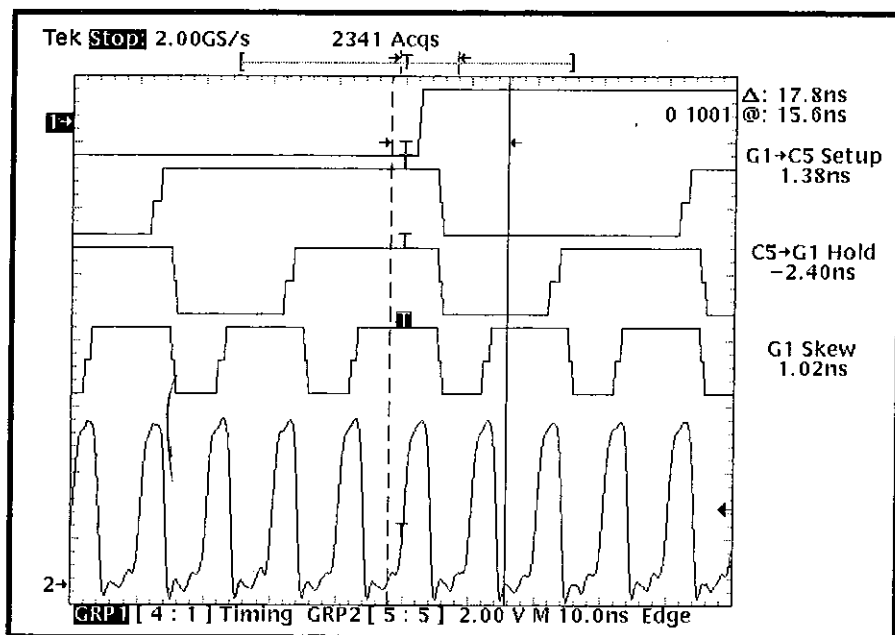 Tek Stop: 2.00GS/s 2341 Acqs
Δ: 17.8ns
0 1001 @: 15.6ns
1→
G1→C5 Setup
1.38ns
C5→G1 Hold
-2.40ns
G1 Skew
1.02ns
2→
GRP1 [ 4 : 1 ] Timing GRP2 [ 5 : 5 ] 2.00 V M 10.0ns Edge